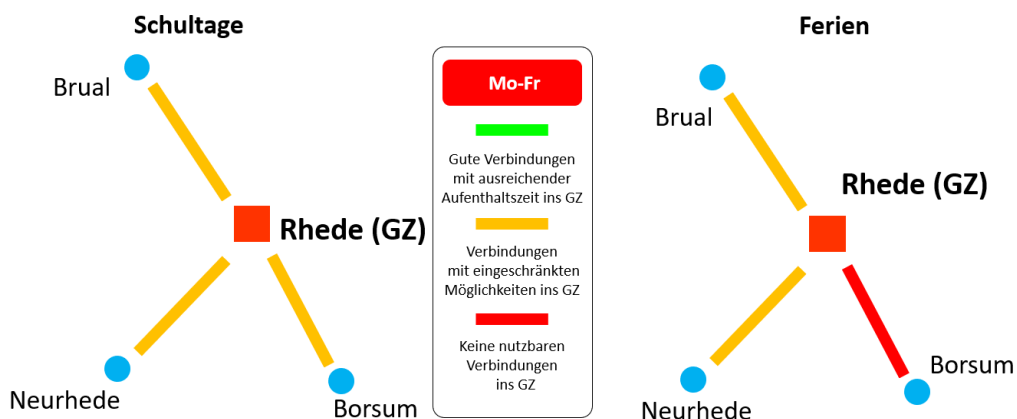 Schultage
Brual
Rhede (GZ)
Neurhede
Borsum
Mo-Fr
Gute Verbindungen
mit ausreichender
Aufenthaltszeit ins GZ
Verbindungen
mit eingeschränkten
Möglichkeiten ins GZ
Keine nutzbaren
Verbindungen
ins GZ
Ferien
Brual
Rhede (GZ)
Borsum
Neurhede